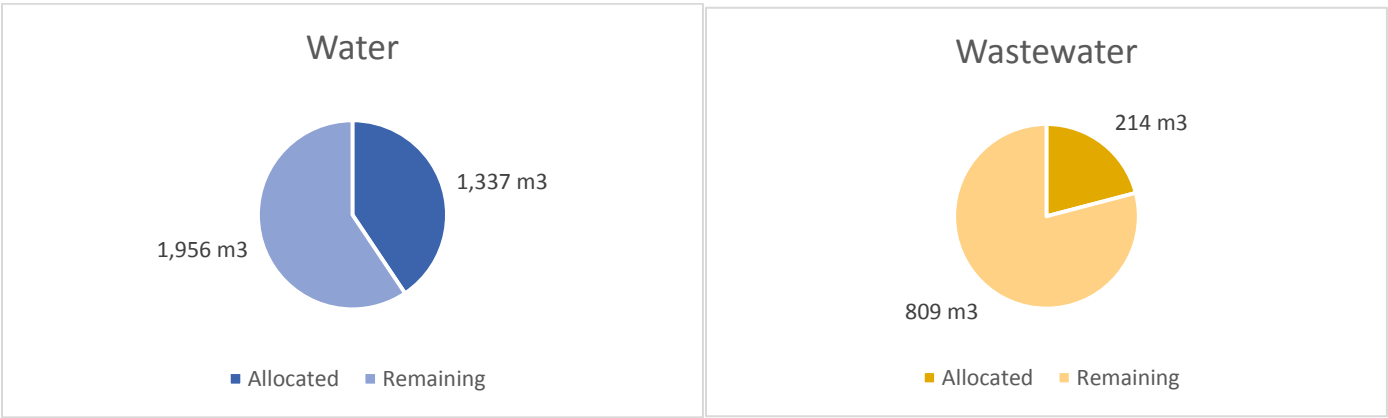 Water
1,337 m3
1,956 m3
Allocated Remaining
Wastewater
214 m3
809 m3
Allocated Remaining